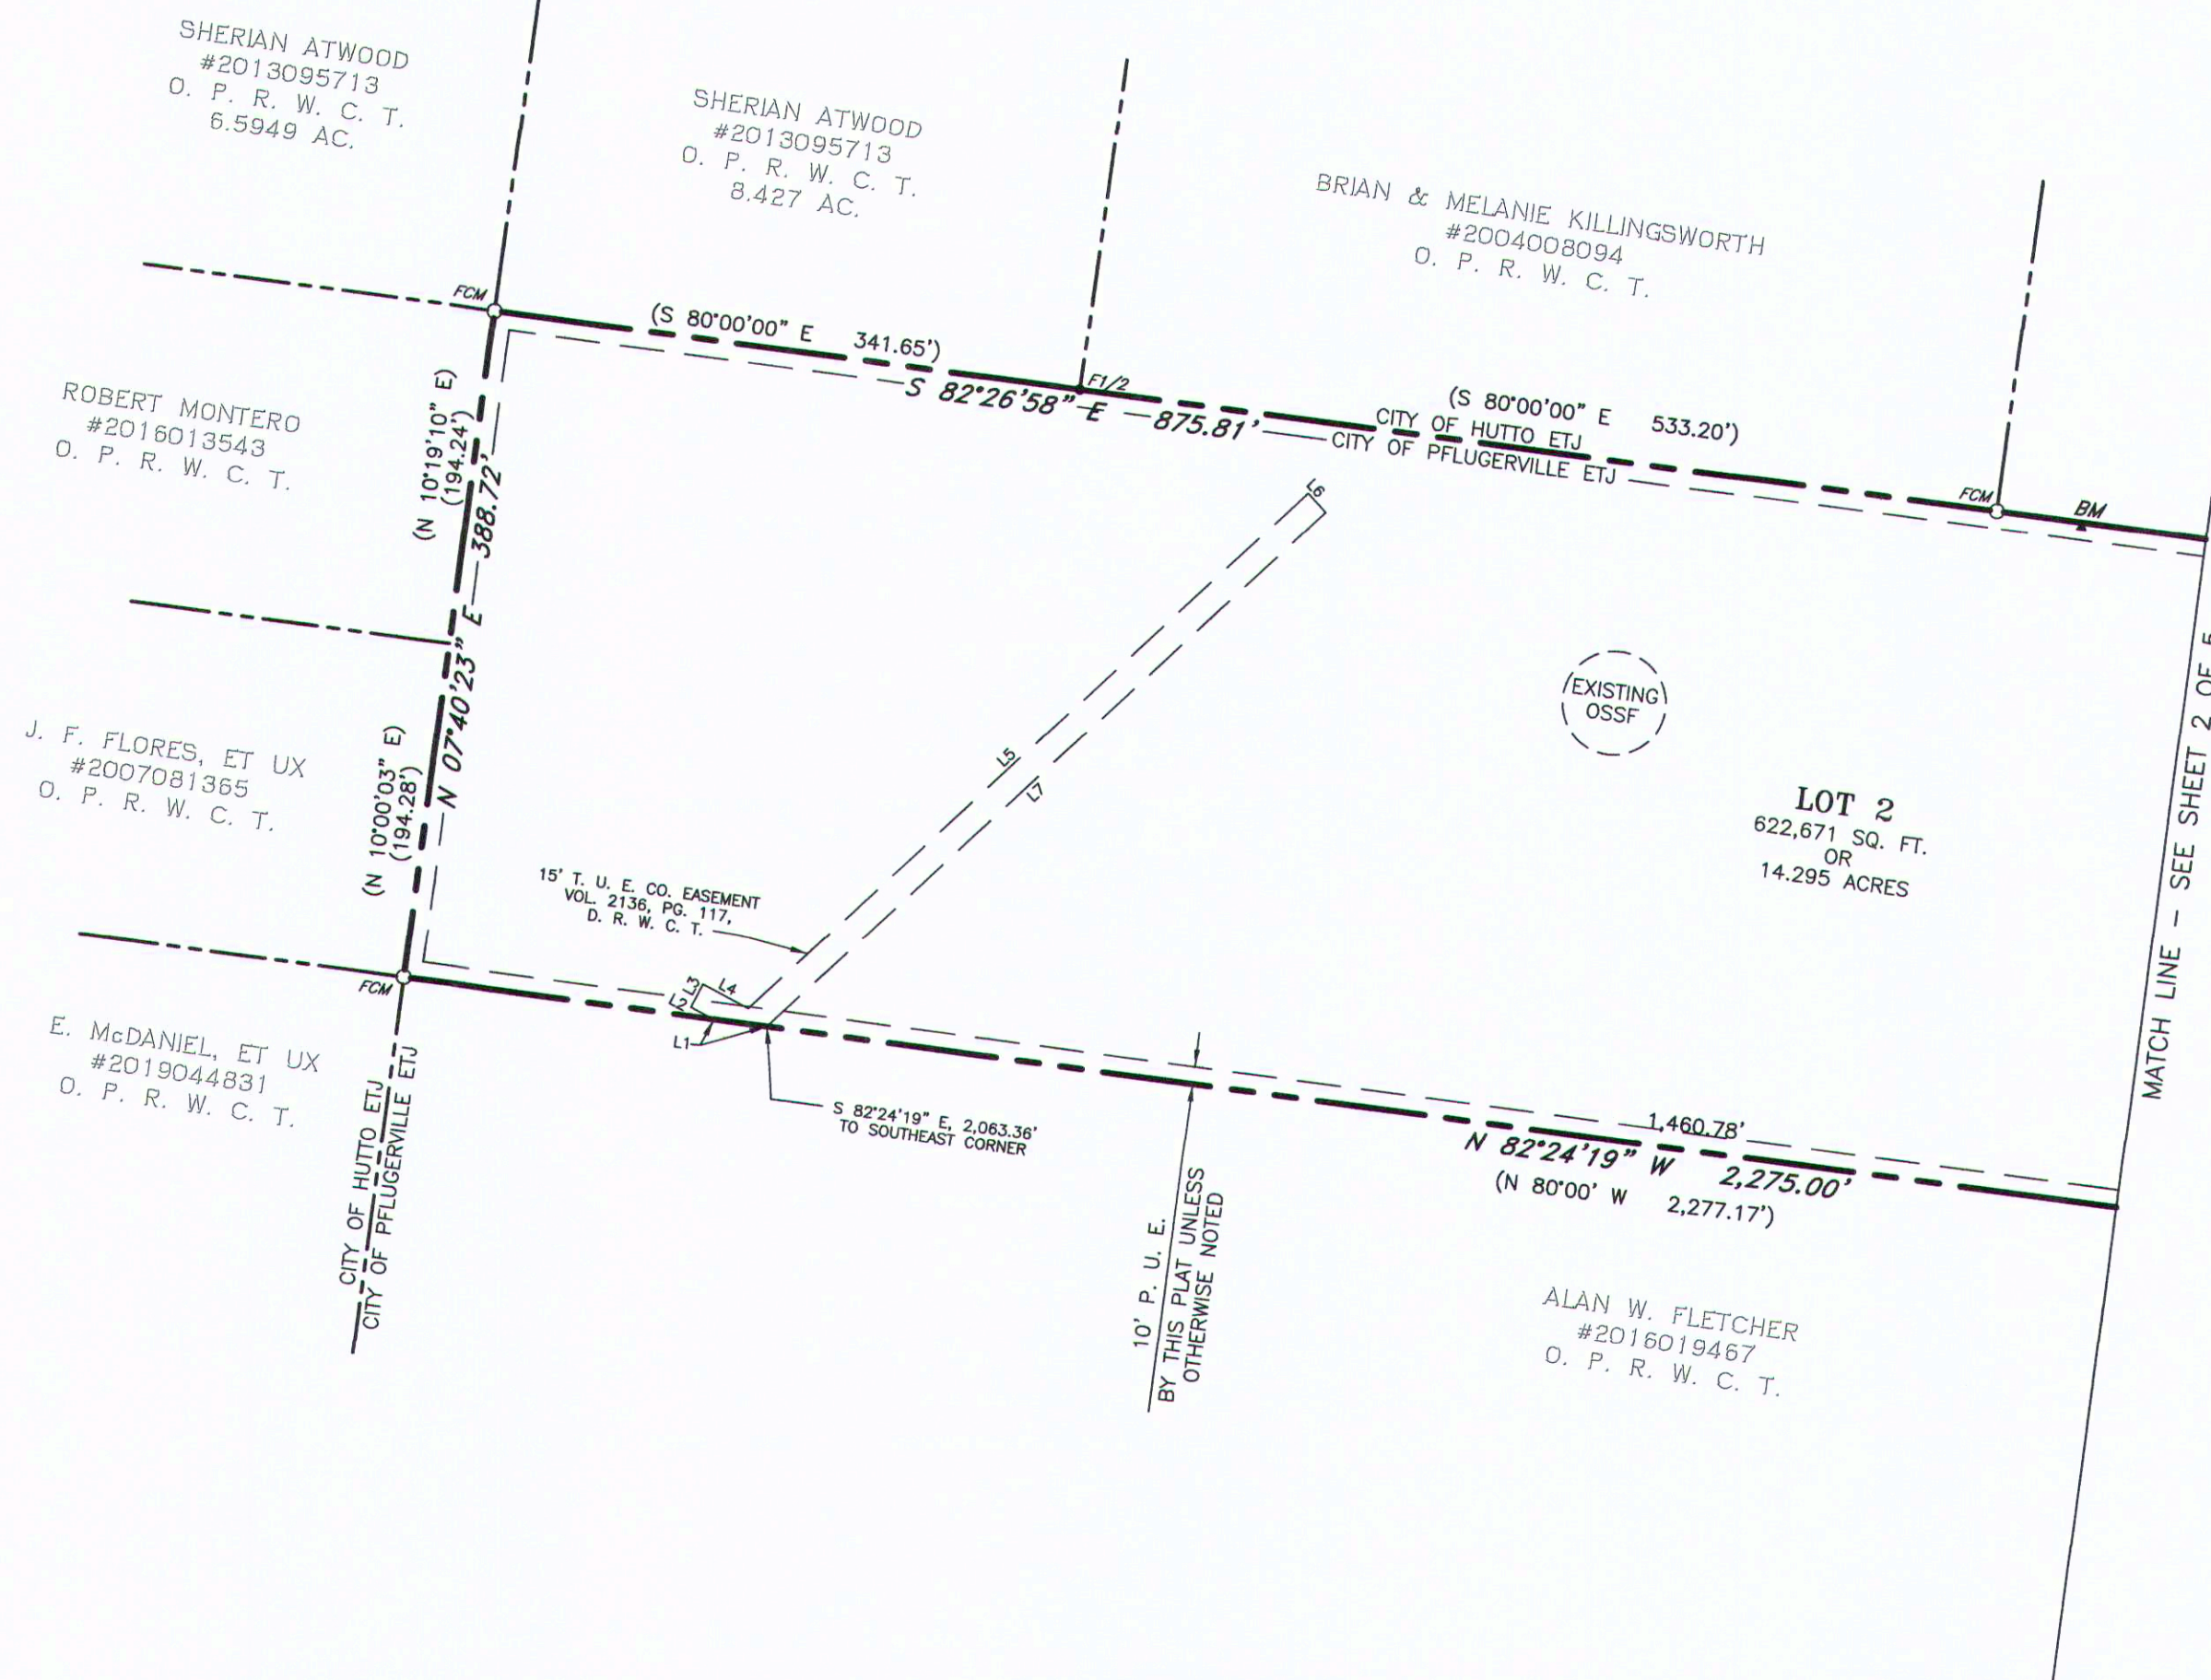 SHERIAN ATWOOD
#2013095713
O. P. R. W. C. T.
6.5949 AC.
SHERIAN ATWOOD
#2013095713
O. P. R. W. C. T.
8.427 AC.
BRIAN & MELANIE KILLINGSWORTH
#2004008094
O. P. R. W. C. T.
FCM
(S 80°00'00" E 341.65')
F1/2
S 82°26'58" E 875.81'
(S 80°00'00" E 533.20')
CITY OF HUTTO ETJ
CITY OF PFLUGERVILLE ETJ
FCM
BM
ROBERT MONTERO
#2016013543
O. P. R. W. C. T.
(N 10°19'10" E)
(194.24')
N 07°40'23" E 388.72'
L6
L5
L7
EXISTING
OSSF
LOT 2
622,671 SQ. FT.
OR
14.295 ACRES
MATCH LINE - SEE SHEET 2 OF 5
J. F. FLORES, ET UX
#2007081365
O. P. R. W. C. T.
(N 10°00'03" E)
(194.28')
15' T. U. E. CO. EASEMENT
VOL. 2136, PG. 117,
D. R. W. C. T.
FCM
L3
L4
L2
L1
E. McDANIEL, ET UX
#2019044831
O. P. R. W. C. T.
CITY OF HUTTO ETJ
CITY OF PFLUGERVILLE ETJ
S 82°24'19" E, 2,063.36'
TO SOUTHEAST CORNER
10' P. U. E.
BY THIS PLAT UNLESS
OTHERWISE NOTED
1,460.78'
N 82°24'19" W 2,275.00'
(N 80°00' W 2,277.17')
ALAN W. FLETCHER
#2016019467
O. P. R. W. C. T.